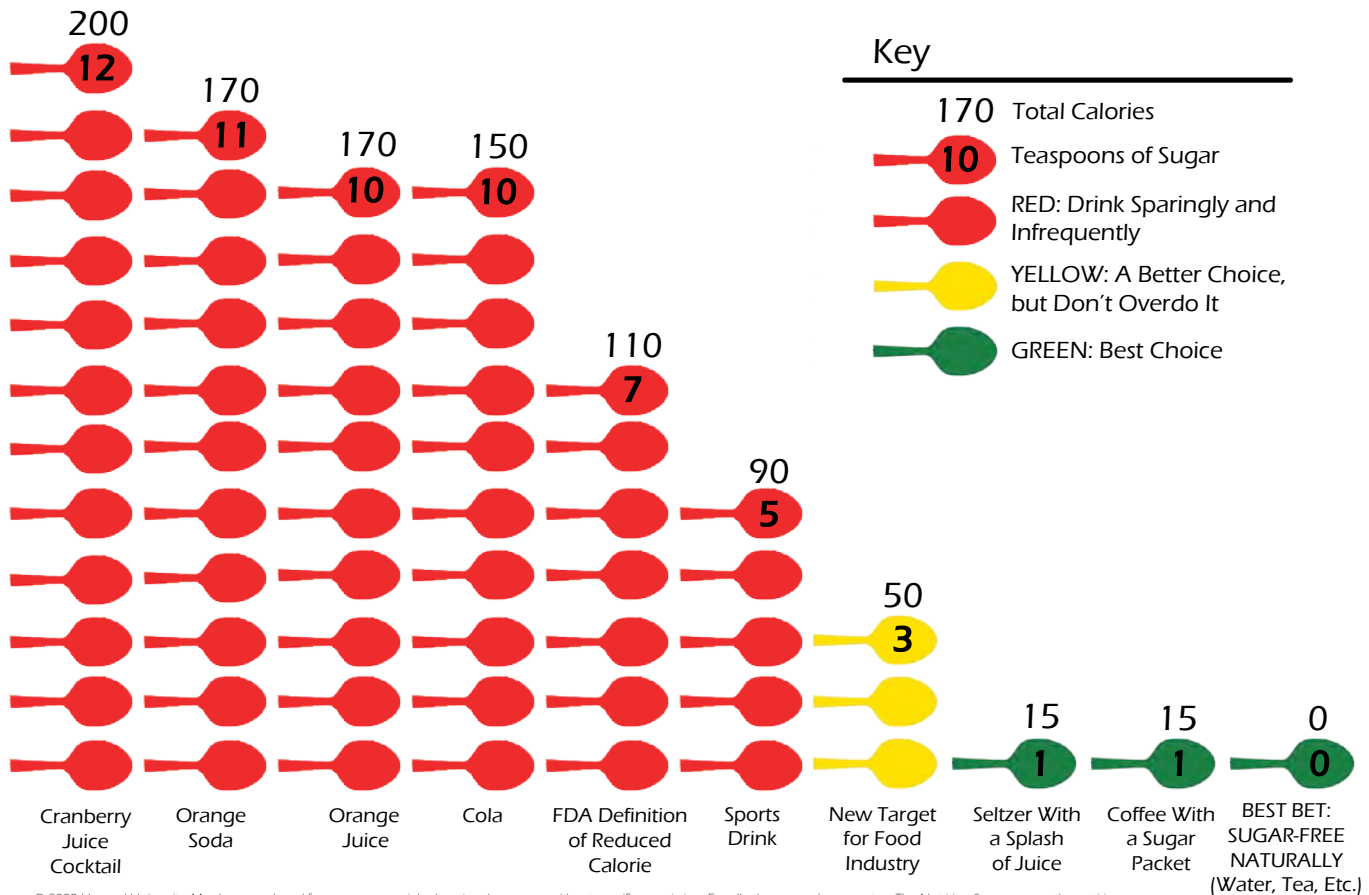 200
12
170
11
170
10
150
10
110
7
90
5
50
3
15
1
15
1
0
0
Key
170 Total Calories
10 Teaspoons of Sugar
RED: Drink Sparingly and
Infrequently
YELLOW: A Better Choice,
but Don't Overdo It
GREEN: Best Choice
Cranberry
Juice
Cocktail
Orange
Soda
Orange
Juice
Cola
FDA Definition
of Reduced
Calorie
Sports
Drink
New Target
for Food
Industry
Seltzer With
a Splash
of Juice
Coffee With
a Sugar
Packet
BEST BET:
SUGAR-FREE
NATURALLY
(Water, Tea, Etc.)